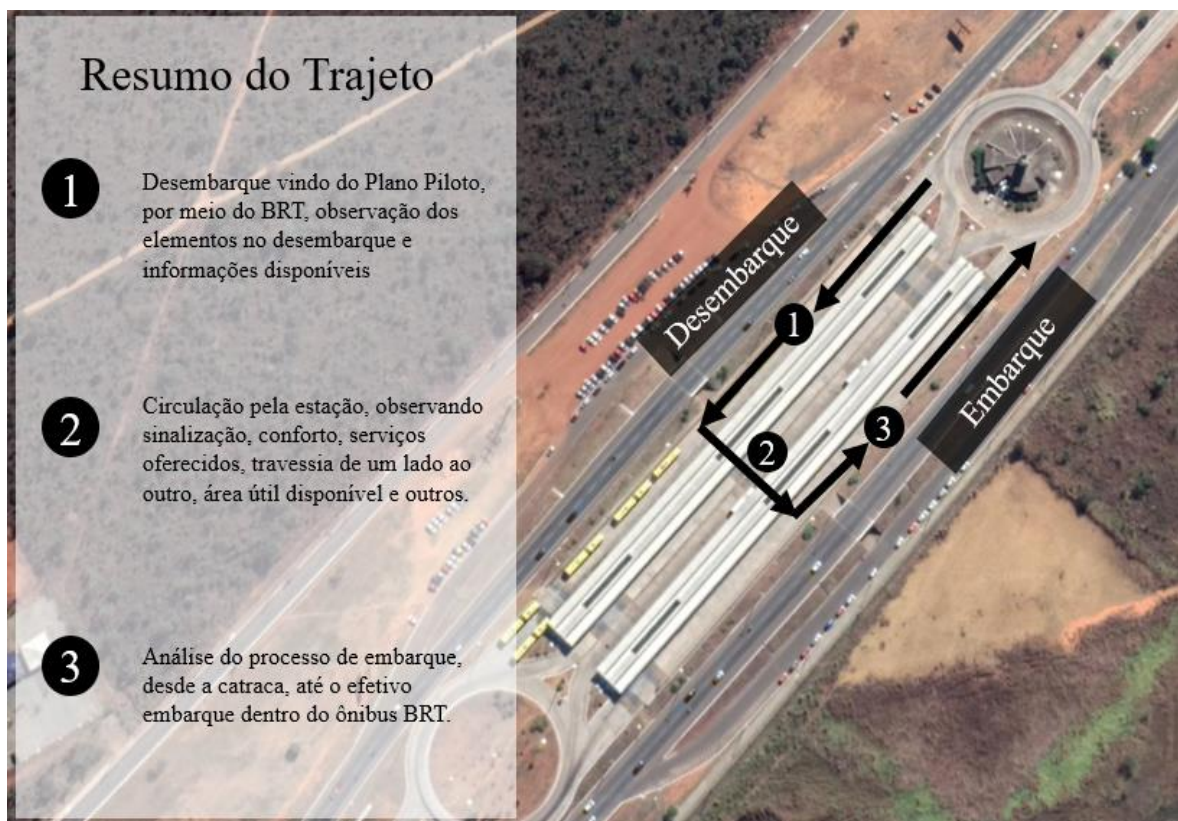 Resumo do Trajeto
1
Desembarque vindo do Plano Piloto,
por meio do BRT, observação dos
elementos no desembarque e
informações disponíveis
2
Circulação pela estação, observando
sinalização, conforto, serviços
oferecidos, travessia de um lado ao
outro, área útil disponível e outros.
3
Análise do processo de embarque,
desde a catraca, até o efetivo
embarque dentro do ônibus BRT.
Desembarque
1
2
3
Embarque